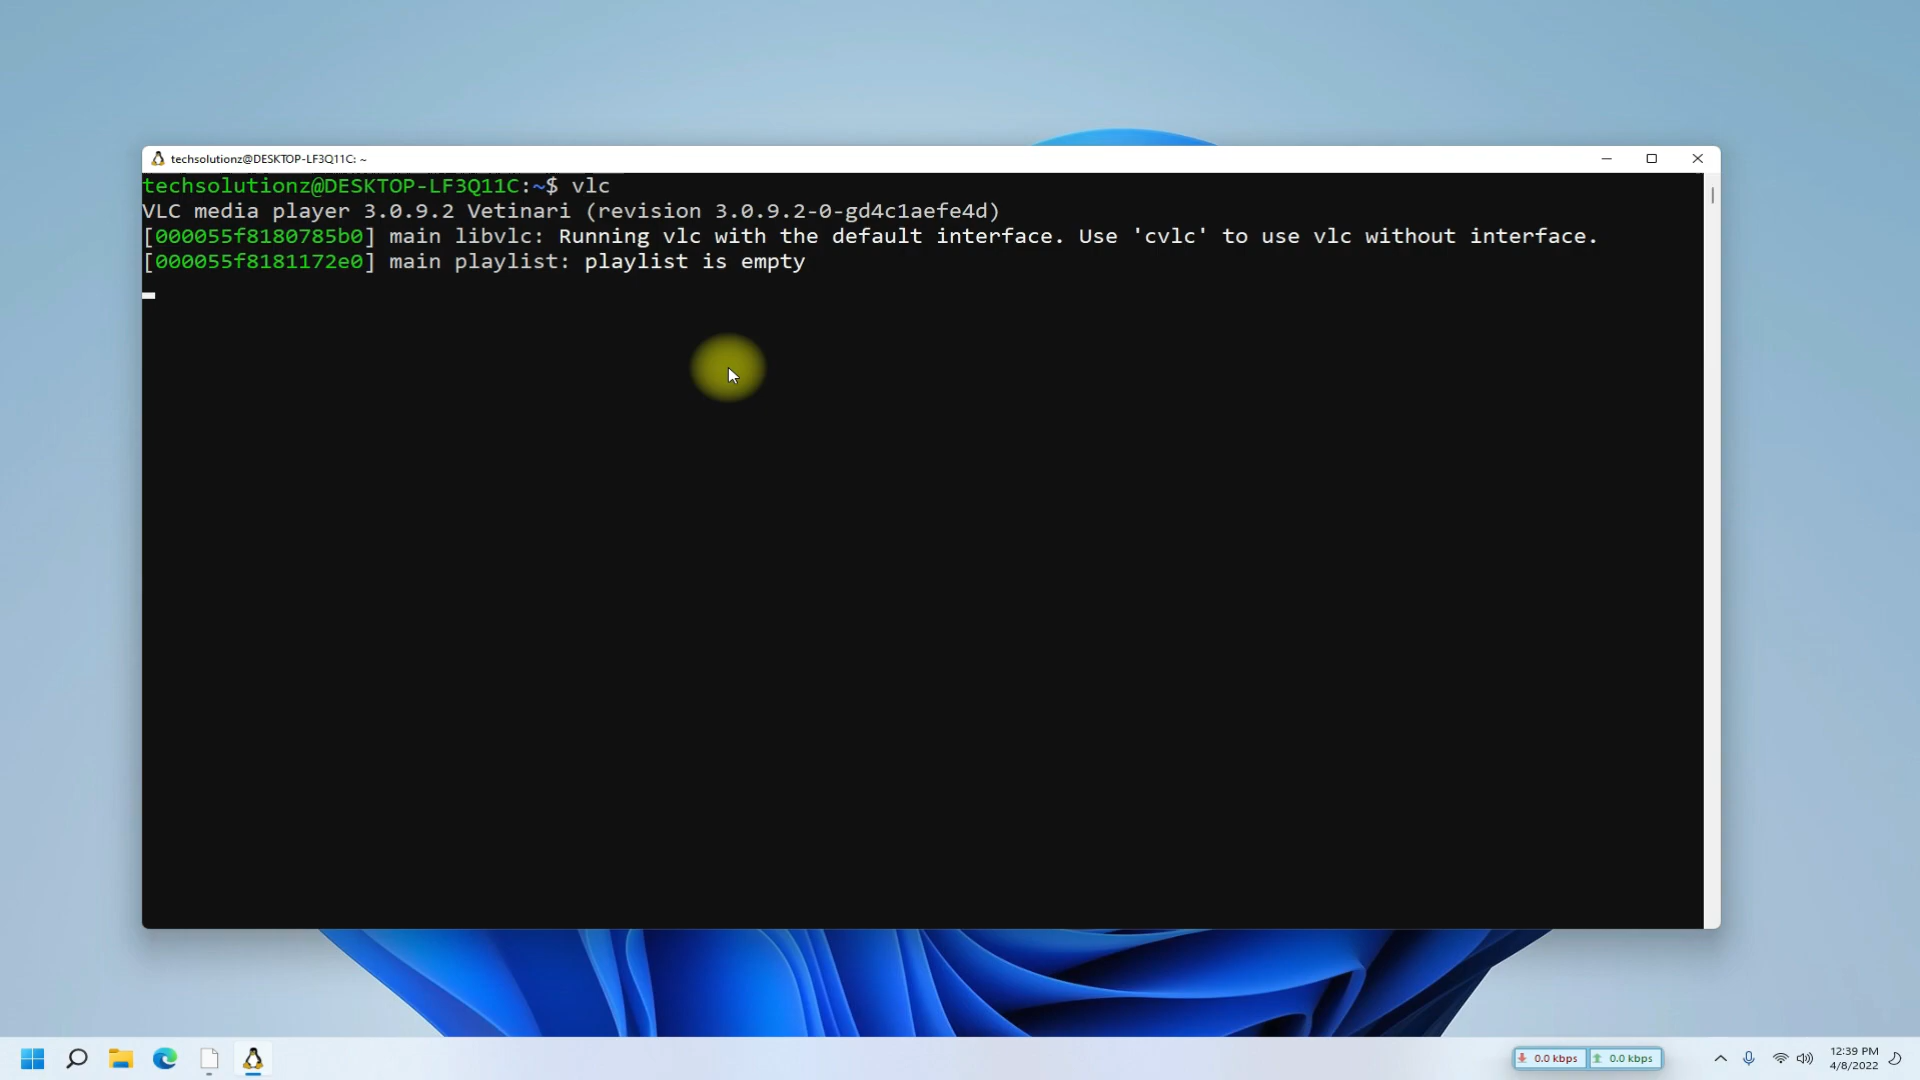 techsolutionz@DESKTOP-LF3Q11C: ~
techsolutionz@DESKTOP-LF3Q11C:~$ vlc
VLC media player 3.0.9.2 Vetinari (revision 3.0.9.2-0-gd4c1aefe4d)
[000055f8180785b0] main libvlc: Running vlc with the default interface. Use 'cvlc' to use vlc without interface.
[000055f8181172e0] main playlist: playlist is empty
0.0 kbps 0.0 kbps
12:39 PM
4/8/2022